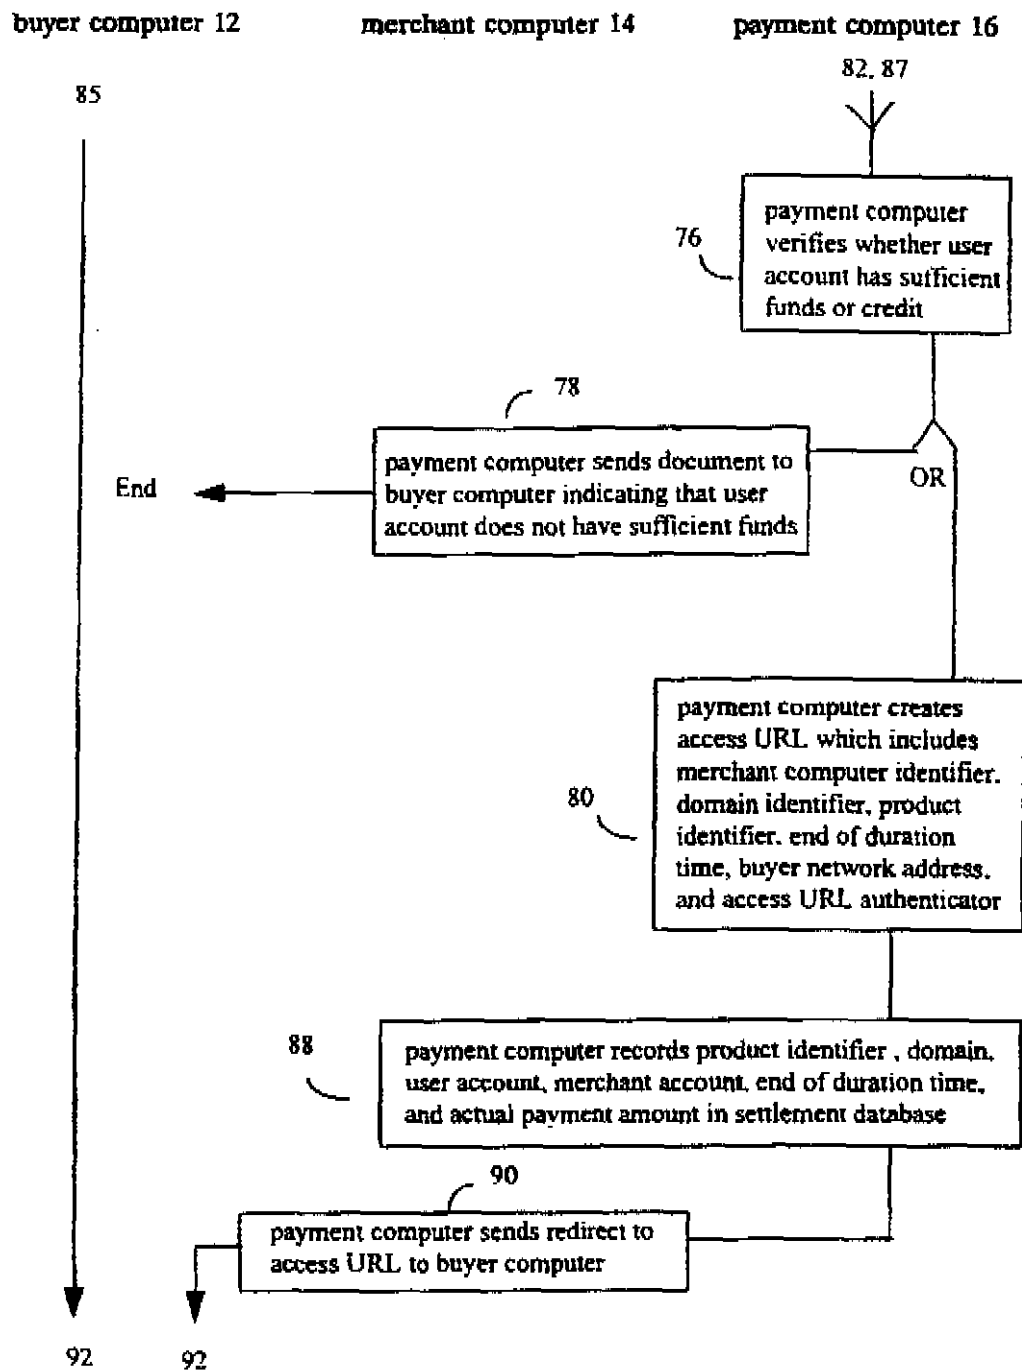 buyer computer 12 merchant computer 14 payment computer 16
82, 87
85
payment computer
verifies whether user
account has sufficient
funds or credit
76
78
payment computer sends document to
buyer computer indicating that user
account does not have sufficient funds
End
OR
payment computer creates
access URL which includes
merchant computer identifier,
domain identifier, product
identifier, end of duration
time, buyer network address,
and access URL authenticator
80
88
payment computer records product identifier , domain,
user account, merchant account, end of duration time,
and actual payment amount in settlement database
90
payment computer sends redirect to
access URL to buyer computer
92 92